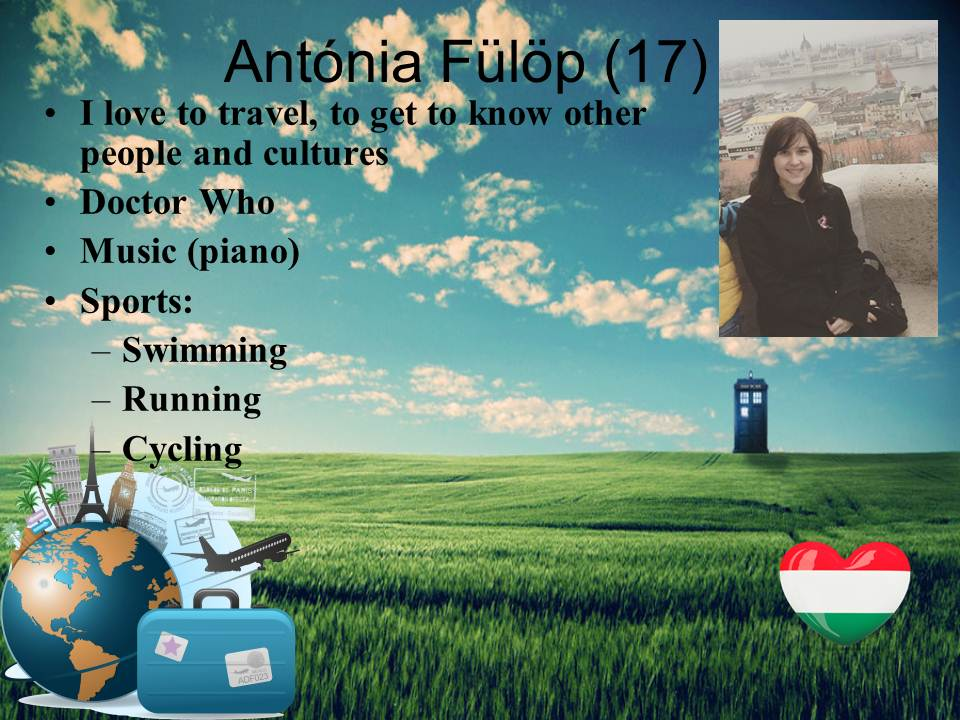 Antónia Fülöp (17)
• I love to travel, to get to know other
people and cultures
• Doctor Who
• Music (piano)
• Sports:
– Swimming
– Running
– Cycling
ADF023